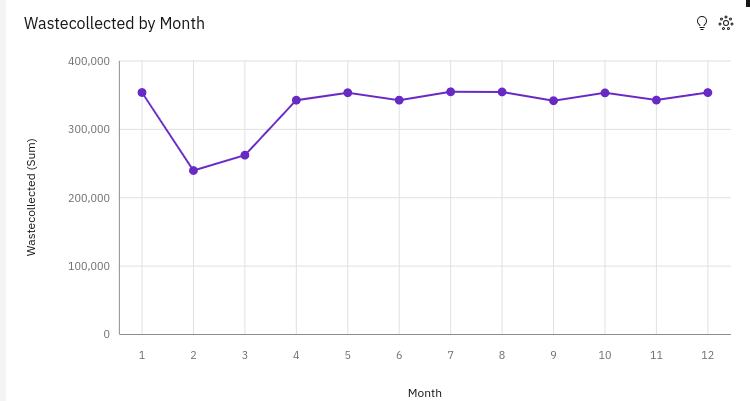 Wastecollected by Month
Wastecollected (Sum)
400,000
300,000
200,000
100,000
0
1 2 3 4 5 6 7 8 9 10 11 12
Month